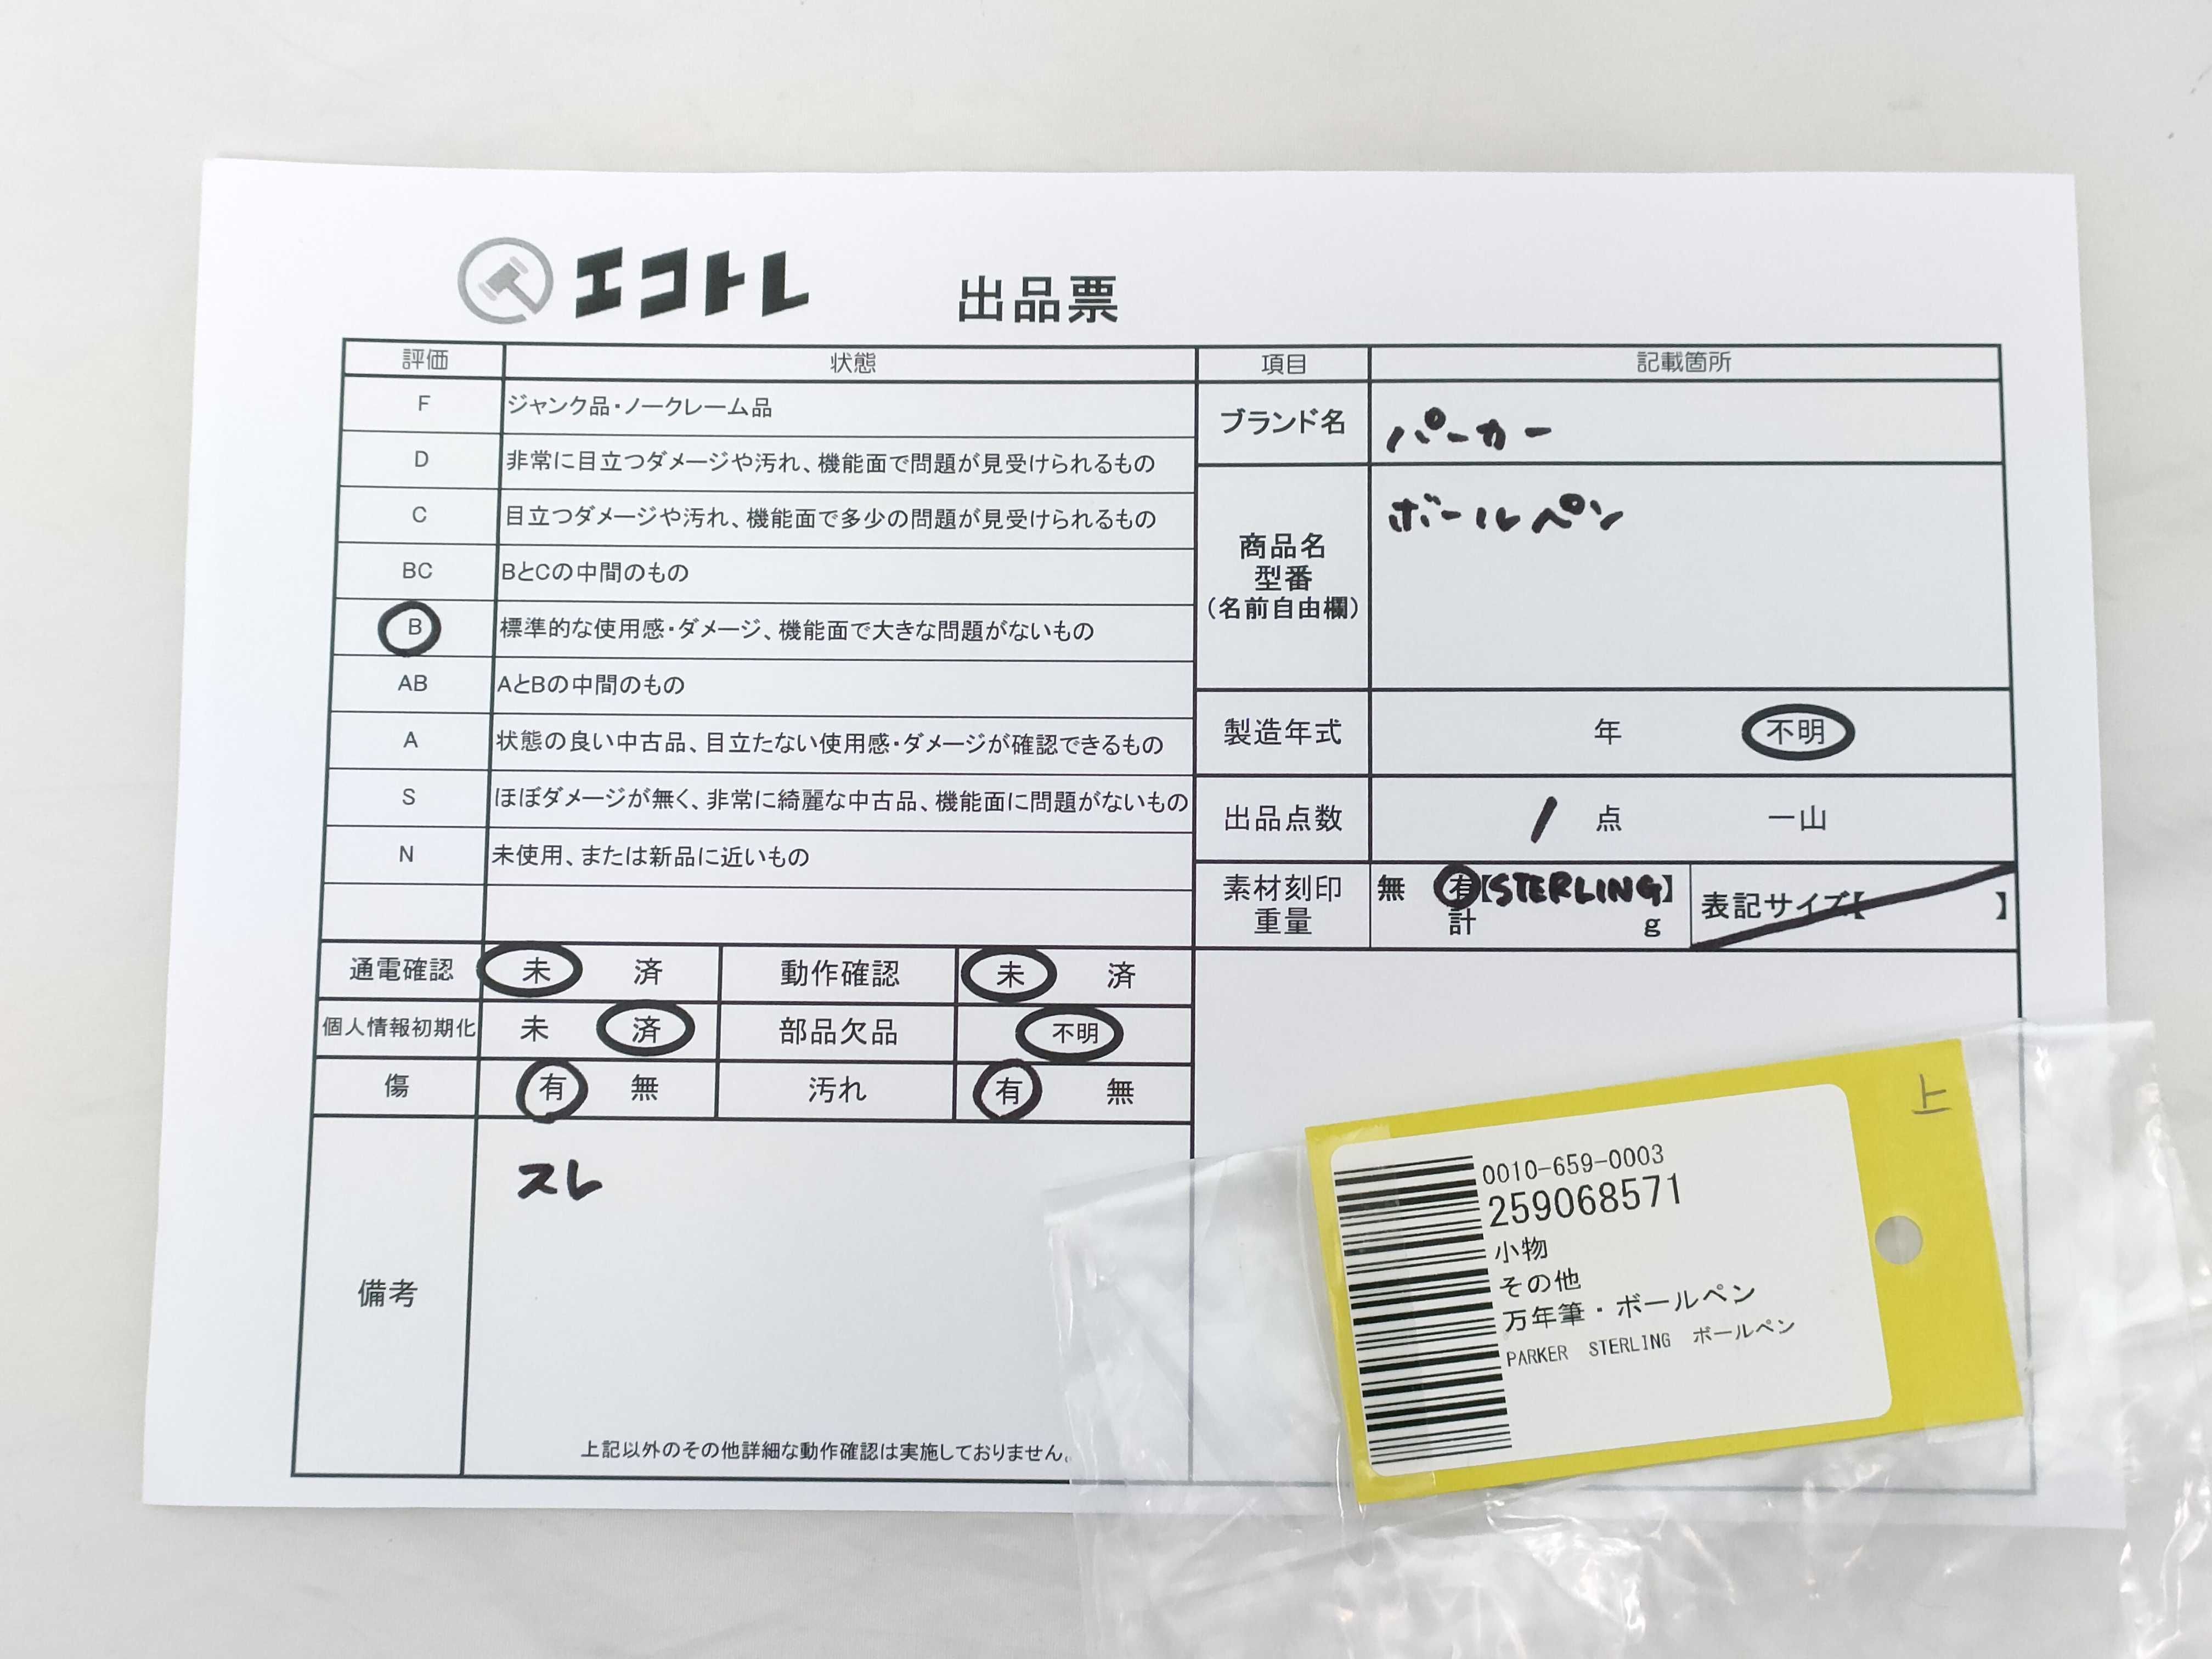 エコトレ 出品票
評価 状態 項目 記載箇所
F ジャンク品・ノークレーム品
D 非常に目立つダメージや汚れ、機能面で問題が見受けられるもの
C 目立つダメージや汚れ、機能面で多少の問題が見受けられるもの
BC BとCの中間のもの
B 標準的な使用感・ダメージ、機能面で大きな問題がないもの
AB AとBの中間のもの
A 状態の良い中古品、目立たない使用感・ダメージが確認できるもの
S ほぼダメージが無く、非常に綺麗な中古品、機能面に問題がないもの
N 未使用、または新品に近いもの
ブランド名 パーカー
商品名
型番
（名前自由欄）
ボールペン
製造年式 年 不明
出品点数 1 点 一山
素材刻印 無 有【STERLING】
重量 計 g
表記サイズ【 】
通電確認 未 済 動作確認 未 済
個人情報初期化 未 済 部品欠品 不明
傷 有 無 汚れ 有 無
備考 スレ
上記以外のその他詳細な動作確認は実施しておりません。
上
0010-659-0003
259068571
小物
その他
万年筆・ボールペン
PARKER STERLING ボールペン